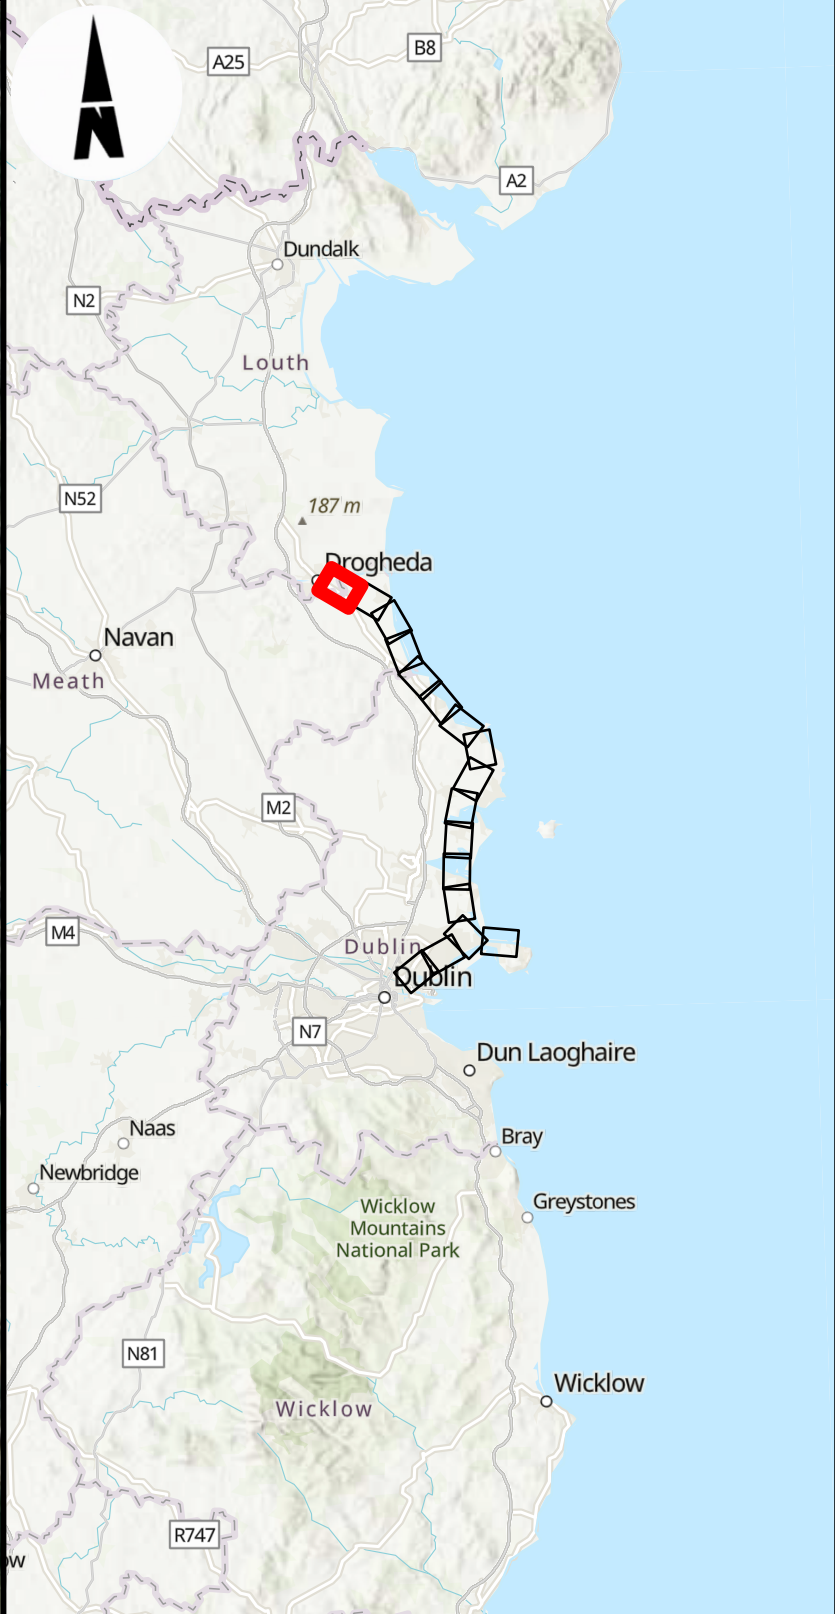 B8
A25
N
A2
Dundalk
N2
Louth
N52
187 m
Drogheda
Navan
Meath
M2
M4
Dublin
Dublin
N7
Dun Laoghaire
Naas
Bray
Newbridge
Greystones
Wicklow
Mountains
National Park
N81
Wicklow
Wicklow
R747
ow